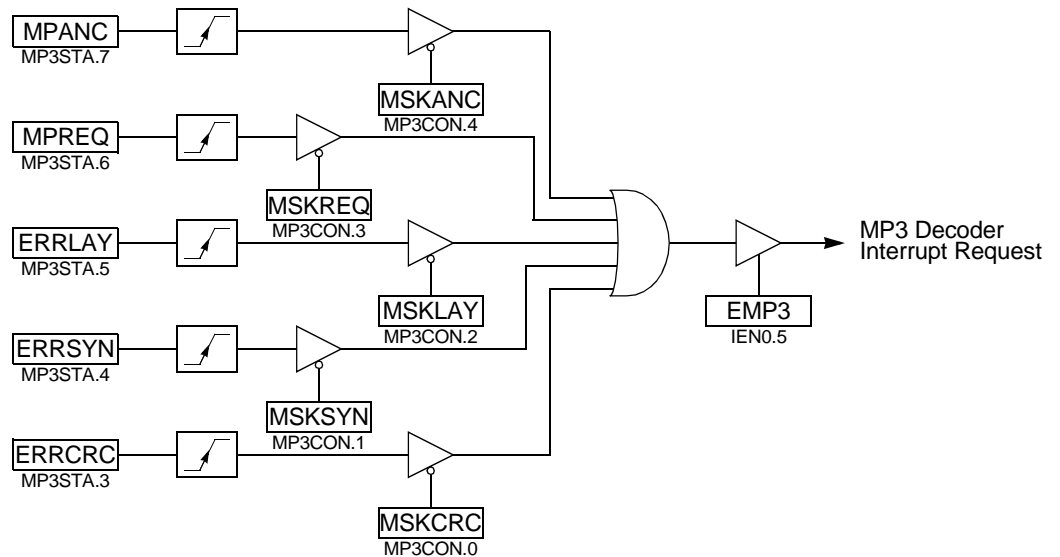 MPANC
MP3STA.7
MSKANC
MP3CON.4
MPREQ
MP3STA.6
MSKREQ
MP3CON.3
ERRLAY
MP3STA.5
MSKLAY
MP3CON.2
ERRSYN
MP3STA.4
MSKSYN
MP3CON.1
ERRCRC
MP3STA.3
MSKCRC
MP3CON.0
EMP3
IEN0.5
MP3 Decoder
Interrupt Request